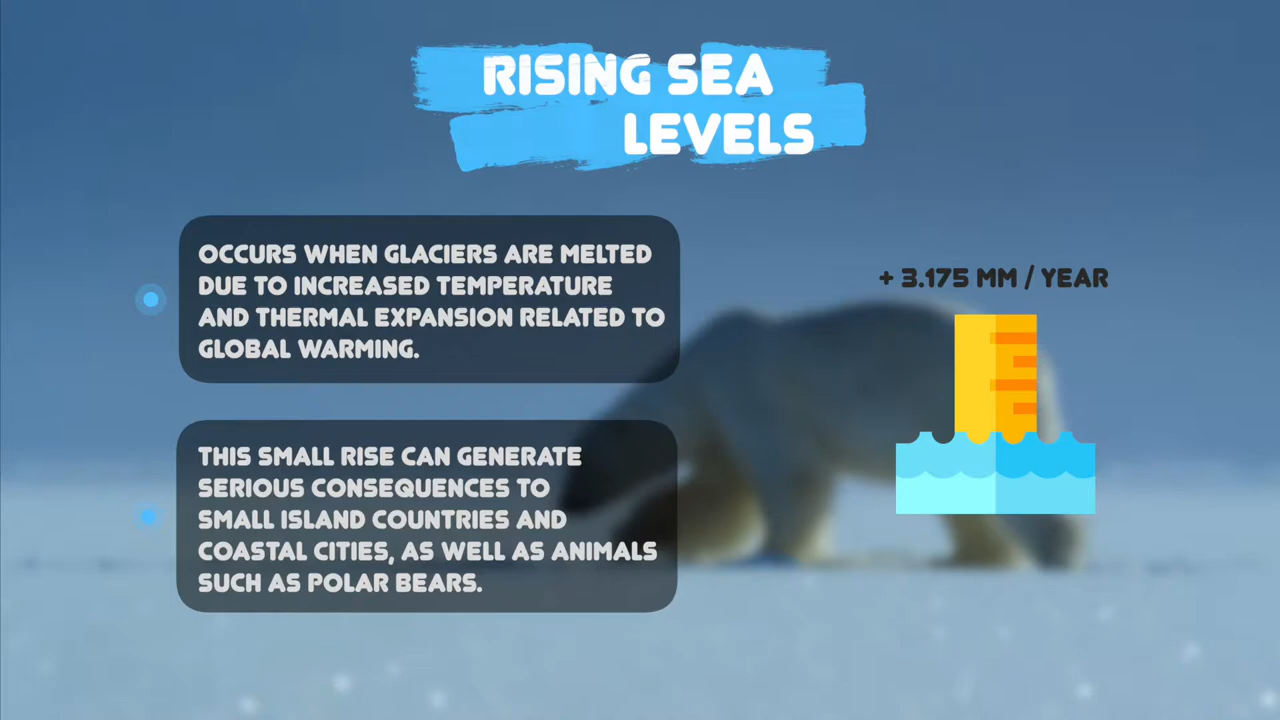 RISING SEA
LEVELS
OCCURS WHEN GLACIERS ARE MELTED
DUE TO INCREASED TEMPERATURE
AND THERMAL EXPANSION RELATED TO
GLOBAL WARMING.
+ 3.175 MM / YEAR
THIS SMALL RISE CAN GENERATE
SERIOUS CONSEQUENCES TO
SMALL ISLAND COUNTRIES AND
COASTAL CITIES, AS WELL AS ANIMALS
SUCH AS POLAR BEARS.